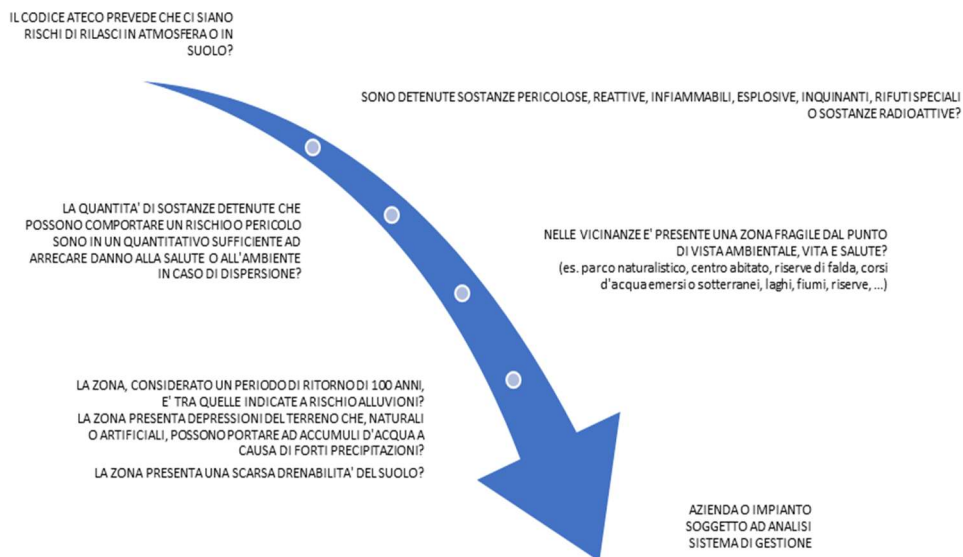 IL CODICE ATECO PREVEDE CHE CI SIANO
RISCHI DI RILASCI IN ATMOSFERA O IN
SUOLO?
SONO DETENUTE SOSTANZE PERICOLOSE, REATTIVE, INFIAMMABILI, ESPLOSIVE, INQUINANTI, RIFUTI SPECIALI
O SOSTANZE RADIOATTIVE?
LA QUANTITA' DI SOSTANZE DETENUTE CHE
POSSONO COMPORTARE UN RISCHIO O PERICOLO
SONO IN UN QUANTITATIVO SUFFICIENTE AD
ARRECARE DANNO ALLA SALUTE O ALL'AMBIENTE
IN CASO DI DISPERSIONE?
NELLE VICINANZE E' PRESENTE UNA ZONA FRAGILE DAL PUNTO
DI VISTA AMBIENTALE, VITA E SALUTE?
(es. parco naturalistico, centro abitato, riserve di falda, corsi
d'acqua emersi o sotterranei, laghi, fiumi, riserve, ...)
LA ZONA, CONSIDERATO UN PERIODO DI RITORNO DI 100 ANNI,
E' TRA QUELLE INDICATE A RISCHIO ALLUVIONI?
LA ZONA PRESENTA DEPRESSIONI DEL TERRENO CHE, NATURALI
O ARTIFICIALI, POSSONO PORTARE AD ACCUMULI D'ACQUA A
CAUSA DI FORTI PRECIPITAZIONI?
LA ZONA PRESENTA UNA SCARSA DRENABILITA' DEL SUOLO?
AZIENDA O IMPIANTO
SOGGETTO AD ANALISI
SISTEMA DI GESTIONE